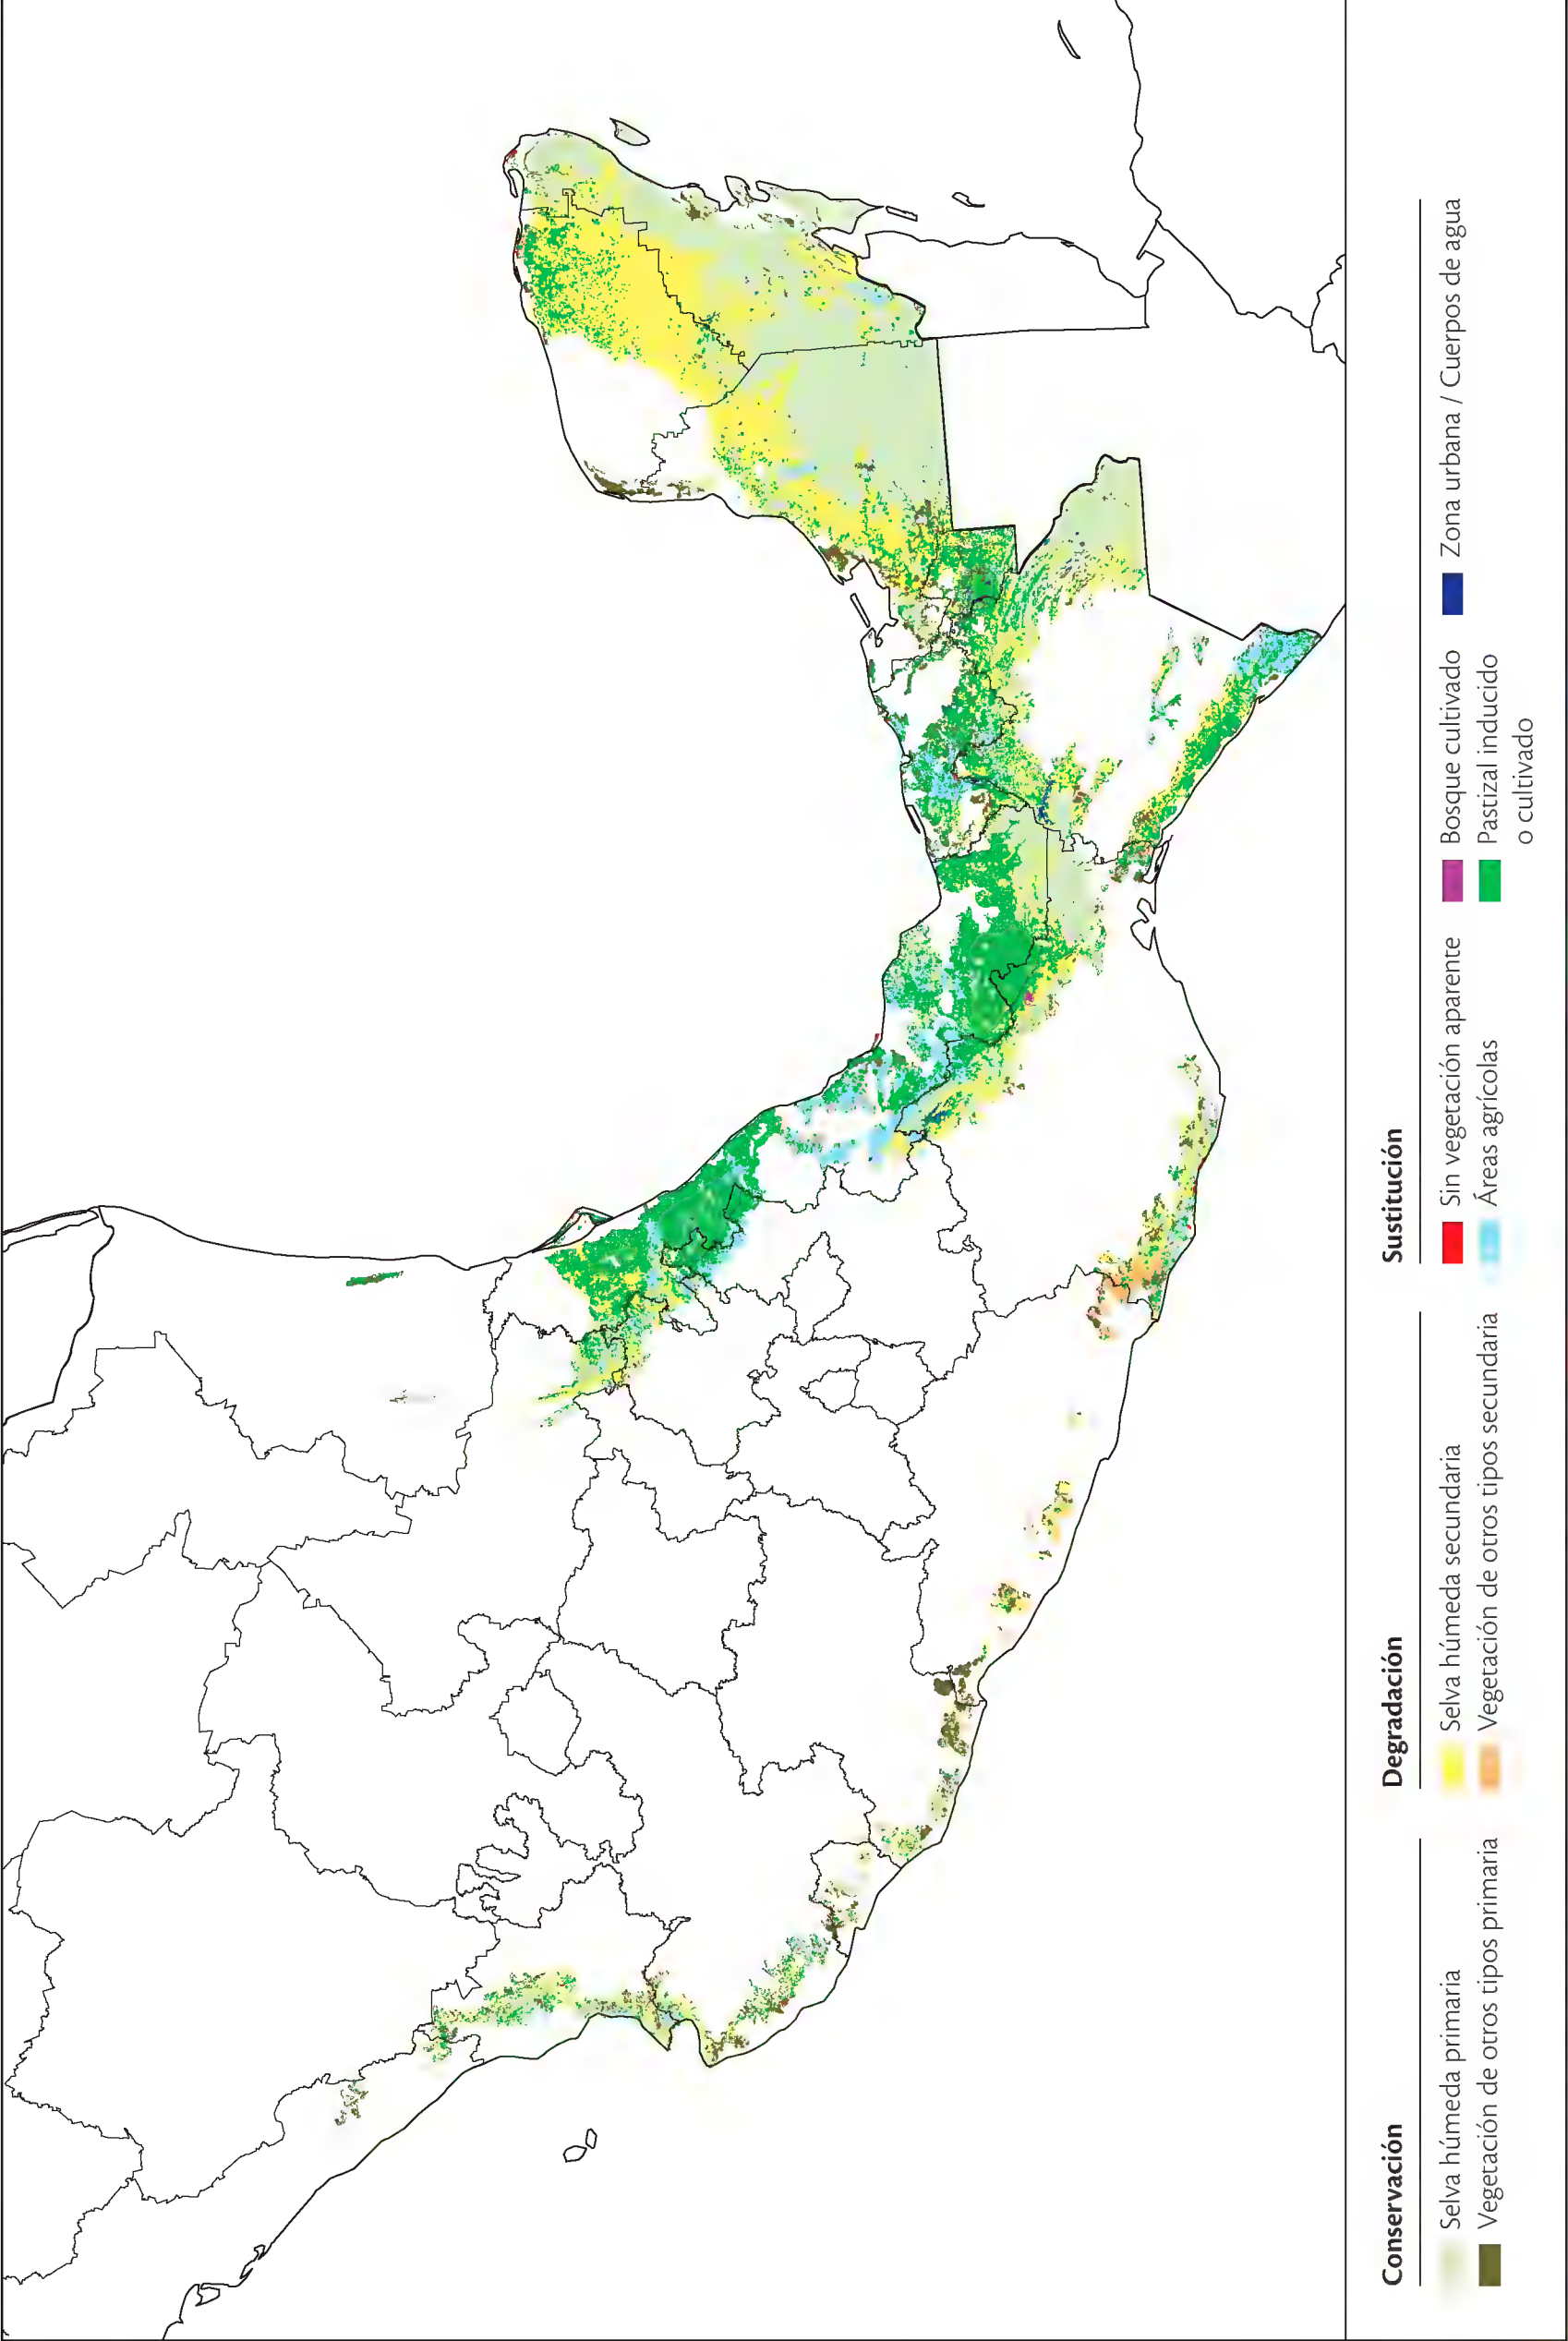 Conservación
Selva húmeda primaria
Vegetación de otros tipos primaria
Degradación
Selva húmeda secundaria
Vegetación de otros tipos secundaria
Sustitución
Sin vegetación aparente
Áreas agrícolas
Bosque cultivado
Pastizal inducido
o cultivado
Zona urbana / Cuerpos de agua